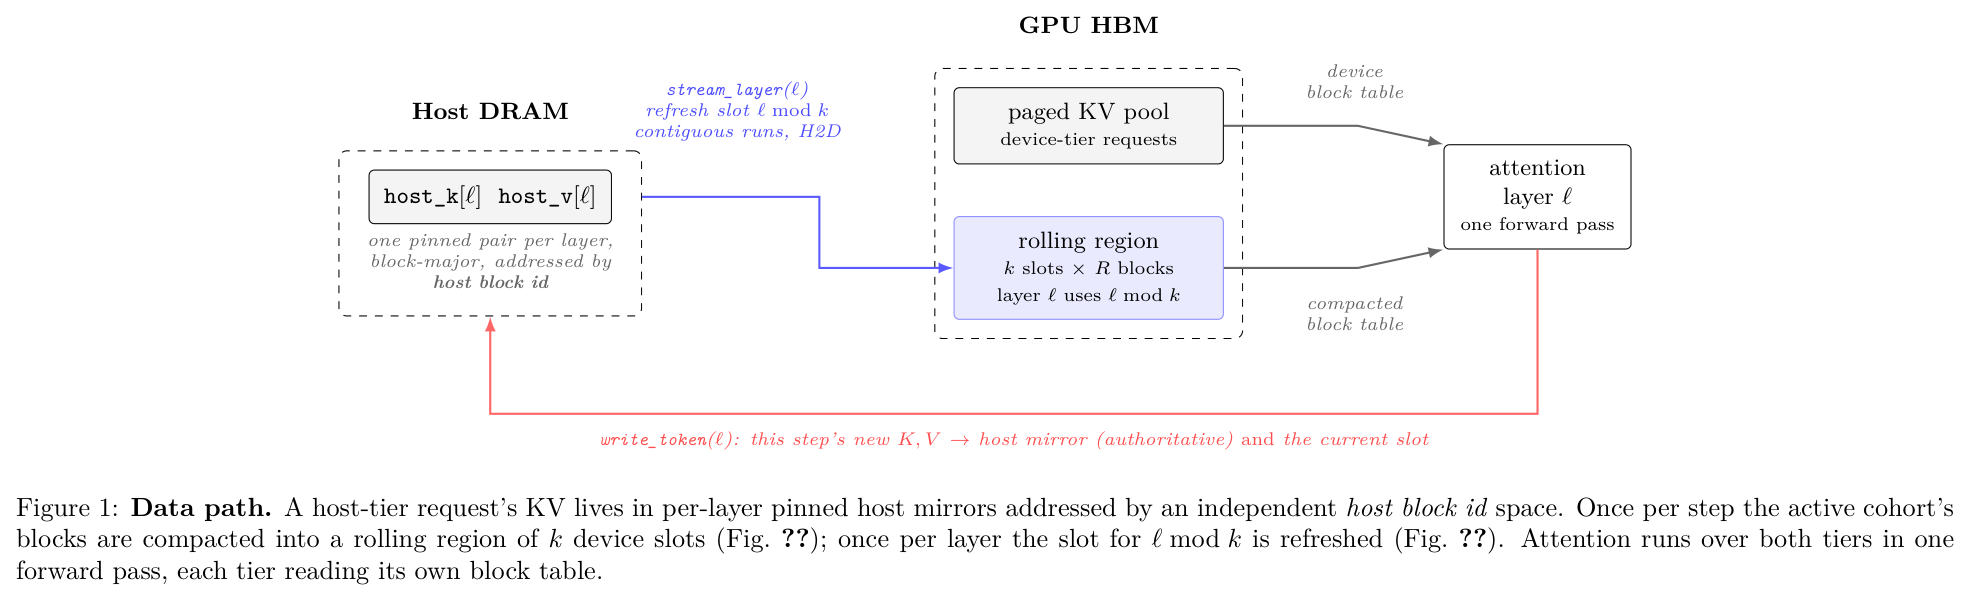 GPU HBM
Host DRAM
stream_layer(ℓ)
refresh slot ℓ mod k
contiguous runs, H2D
device
block table
paged KV pool
device-tier requests
host_k[ℓ] host_v[ℓ]
one pinned pair per layer,
block-major, addressed by
host block id
rolling region
k slots × R blocks
layer ℓ uses ℓ mod k
attention
layer ℓ
one forward pass
compacted
block table
write_token(ℓ): this step's new K, V → host mirror (authoritative) and the current slot
Figure 1: Data path. A host-tier request's KV lives in per-layer pinned host mirrors addressed by an independent host block id space. Once per step the active cohort's
blocks are compacted into a rolling region of k device slots (Fig. ??); once per layer the slot for ℓ mod k is refreshed (Fig. ??). Attention runs over both tiers in one
forward pass, each tier reading its own block table.